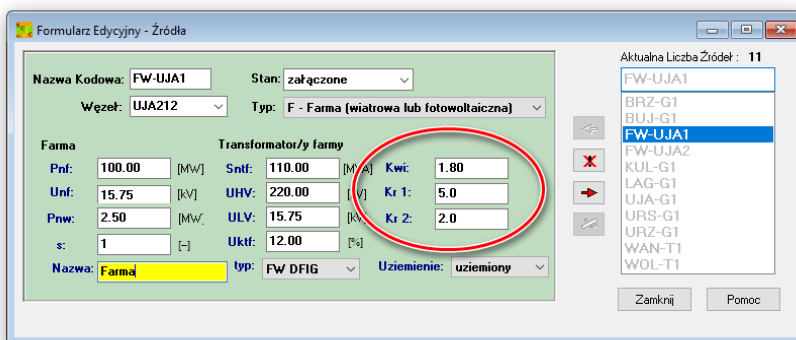 Formularz Edycyjny - Źródła
Nazwa Kodowa: FW-UJA1 Stan: załączone
Węzeł: UJA212 Typ: F - Farma (wiatrowa lub fotowoltaiczna)
Farma Transformator/y farmy
Pnf: 100.00 [MW] Sntf: 110.00 Kwi: 1.80
Unf: 15.75 [kV] UHV: 220.00 Kr 1: 5.0
Pnw: 2.50 [MW] ULV: 15.75 Kr 2: 2.0
s: 1 [-] Uktf: 12.00 [%]
Nazwa: Farma typ: FW DFIG Uziemienie: uziemiony
Aktualna Liczba Źródeł : 11
FW-UJA1
BRZ-G1
BUJ-G1
FW-UJA1
FW-UJA2
KUL-G1
LAG-G1
UJA-G1
URS-G1
URZ-G1
WAN-T1
WOL-T1
Zamknij Pomoc